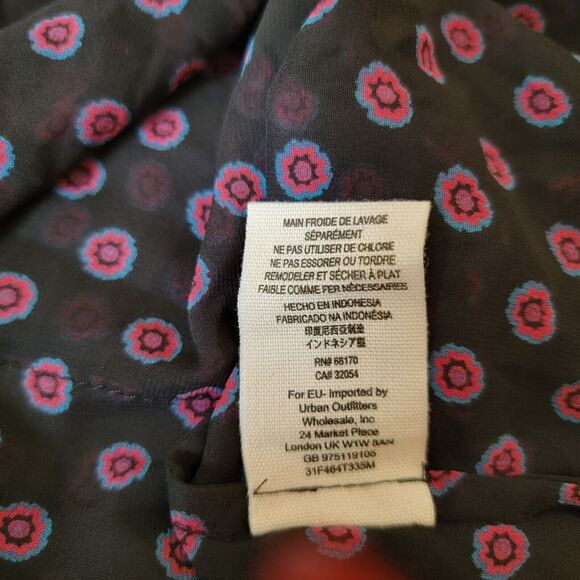 MAIN FROIDE DE LAVAGE
SÉPARÉMENT
NE PAS UTILISER DE CHLORE
NE PAS ESSORER OU TORDRE
REMODELER ET SÉCHER À PLAT
FAIBLE COMME FER NÉCESSAIRES
HECHO EN INDONESIA
FABRICADO NA INDONÉSIA
印度尼西亞制造
インドネシア製
RN# 66170
CA# 32054
For EU- Imported by
Urban Outfitters
Wholesale, Inc
24 Market Place
London UK W1W 8AN
GB 975119105
31F464T335M